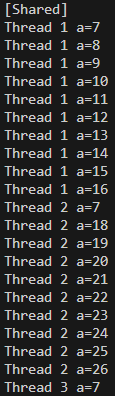 [Shared]
Thread 1 a=7
Thread 1 a=8
Thread 1 a=9
Thread 1 a=10
Thread 1 a=11
Thread 1 a=12
Thread 1 a=13
Thread 1 a=14
Thread 1 a=15
Thread 1 a=16
Thread 2 a=7
Thread 2 a=18
Thread 2 a=19
Thread 2 a=20
Thread 2 a=21
Thread 2 a=22
Thread 2 a=23
Thread 2 a=24
Thread 2 a=25
Thread 2 a=26
Thread 3 a=7